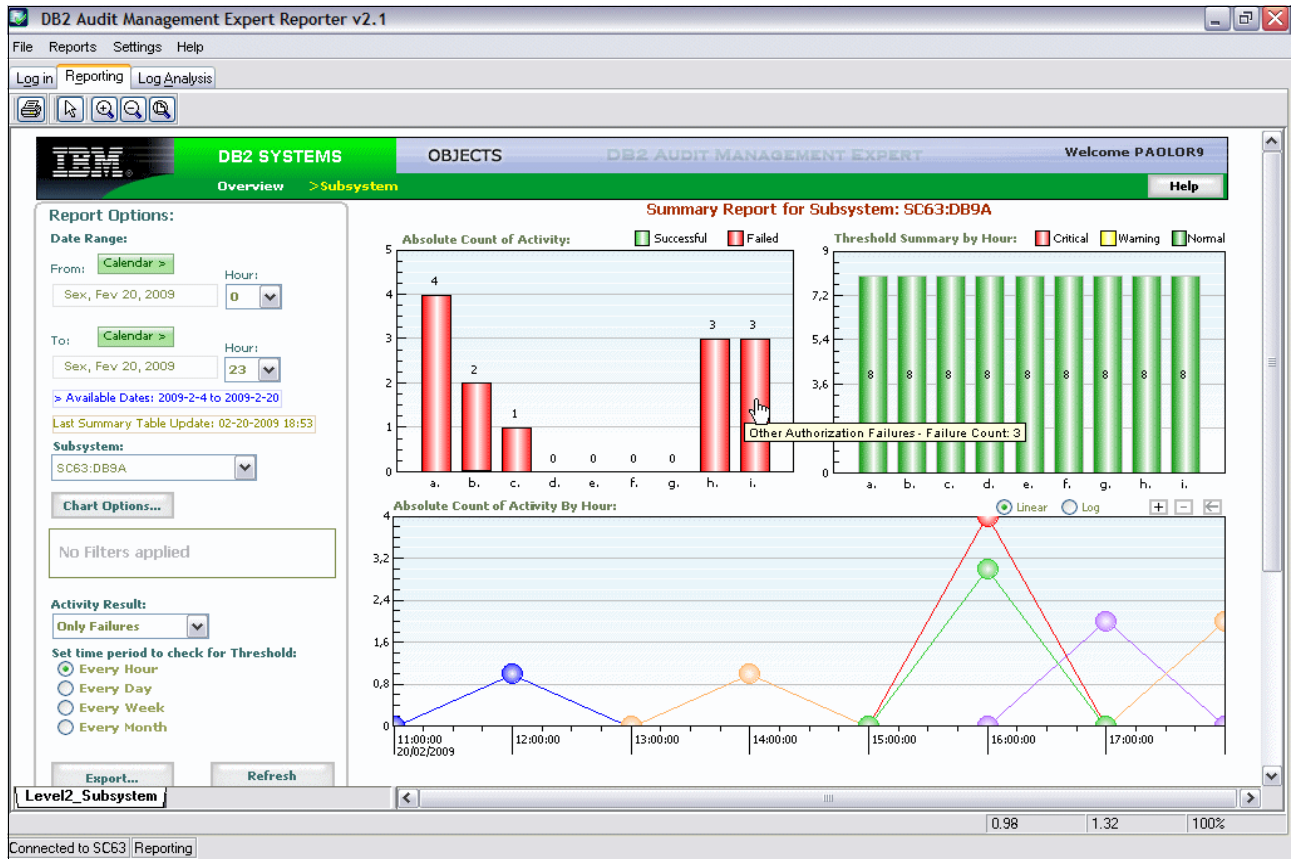 DB2 Audit Management Expert Reporter v2.1
File Reports Settings Help
Log in Reporting Log Analysis
IBM. DB2 SYSTEMS OBJECTS DB2 AUDIT MANAGEMENT EXPERT Welcome PAOLOR9
Overview >Subsystem Help
Report Options:
Date Range:
From: Calendar >
Hour:
Sex, Fev 20, 2009 0
To: Calendar >
Hour:
Sex, Fev 20, 2009 23
> Available Dates: 2009-2-4 to 2009-2-20
Last Summary Table Update: 02-20-2009 18:53
Subsystem:
SC63:DB9A
Chart Options...
No Filters applied
Activity Result:
Only Failures
Set time period to check for Threshold:
Every Hour
Every Day
Every Week
Every Month
Export... Refresh
Summary Report for Subsystem: SC63:DB9A
Absolute Count of Activity: Successful Failed
5
4
3
2
1
0
4 2 1 0 0 0 0 3 3
Other Authorization Failures - Failure Count: 3
a. b. c. d. e. f. g. h. i.
Threshold Summary by Hour: Critical Warning Normal
9
7,2
5,4
3,6
0
8 8 8 8 8 8 8 8 8
a. b. c. d. e. f. g. h. i.
Absolute Count of Activity By Hour: Linear Log + -
4
3,2
2,4
1,6
0,8
0
11:00:00 12:00:00 13:00:00 14:00:00 15:00:00 16:00:00 17:00:00
20/02/2009
Level2_Subsystem
0.98 1.32 100%
Connected to SC63 Reporting